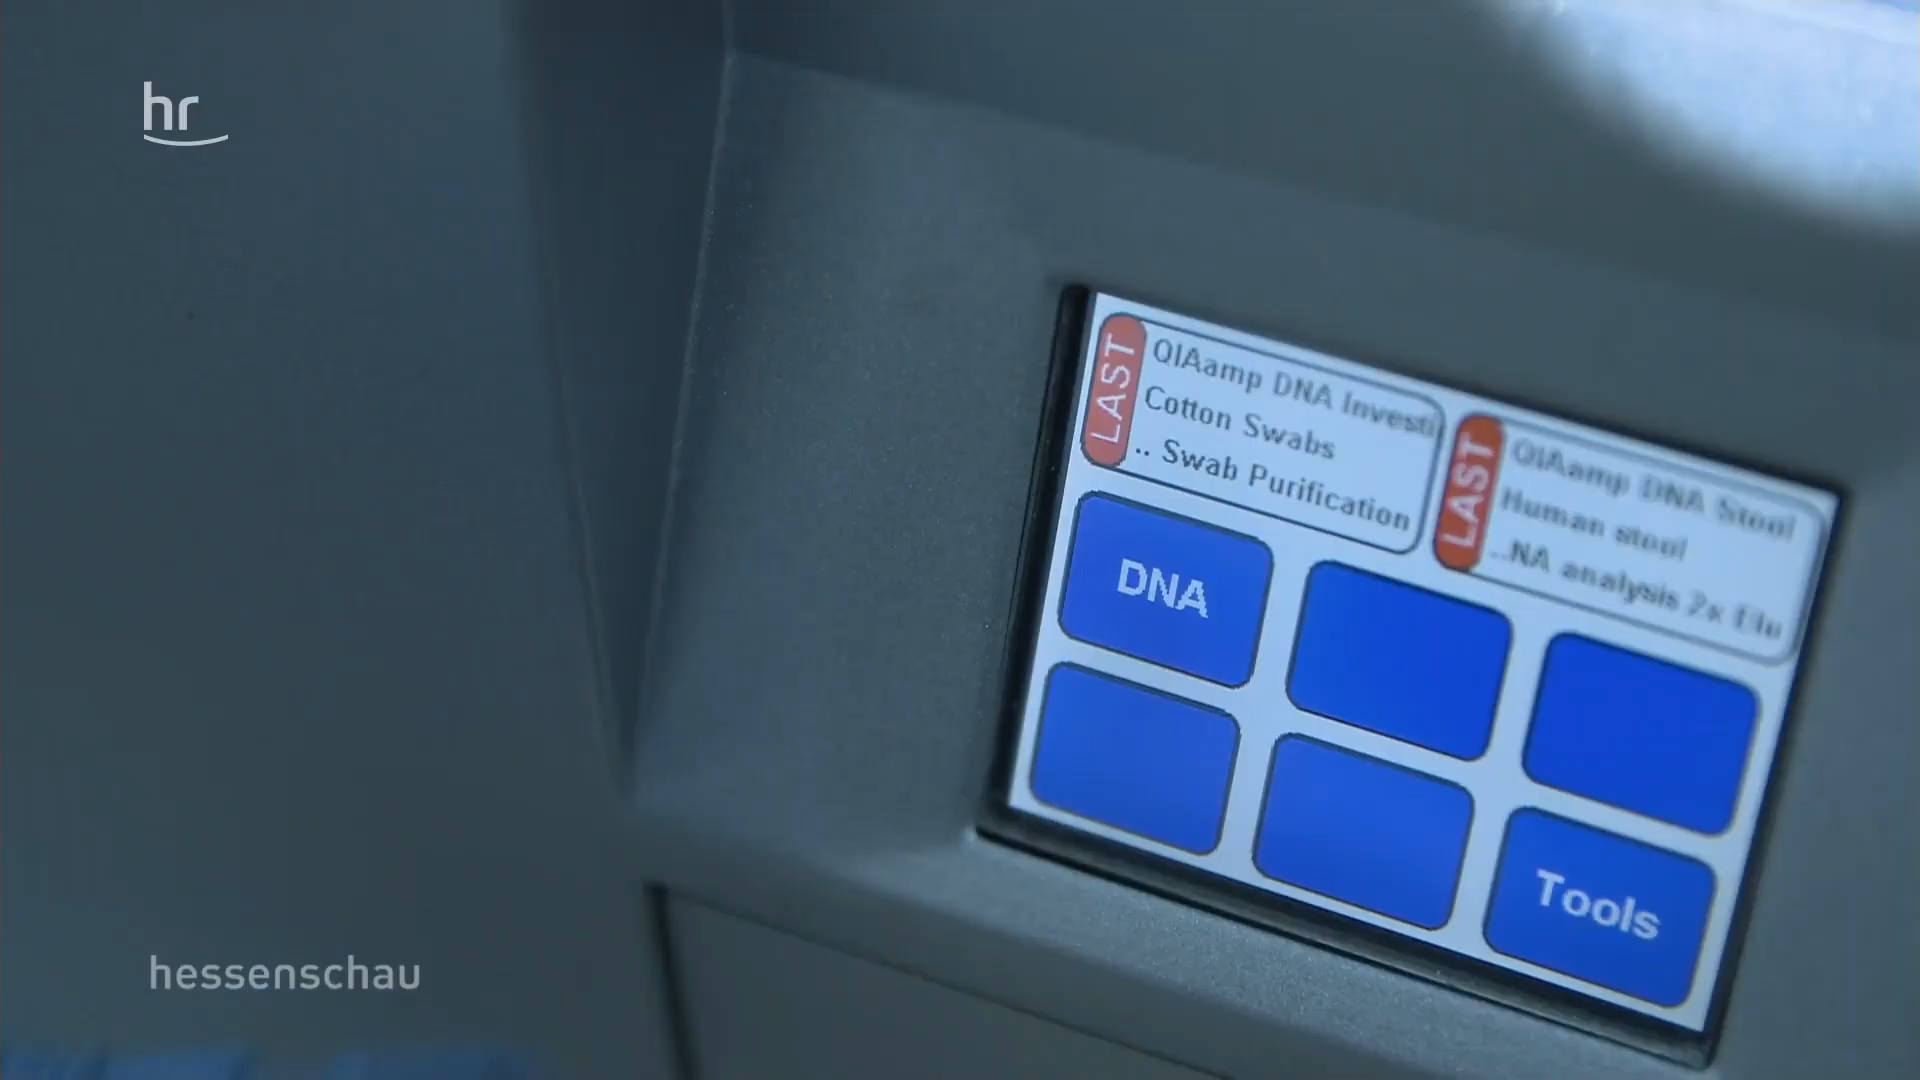 hr
LAST
QIAamp DNA Investi
Cotton Swabs
.. Swab Purification
LAST
QIAamp DNA Stool
Human stool
..NA analysis 2x Elu
DNA
Tools
hessenschau